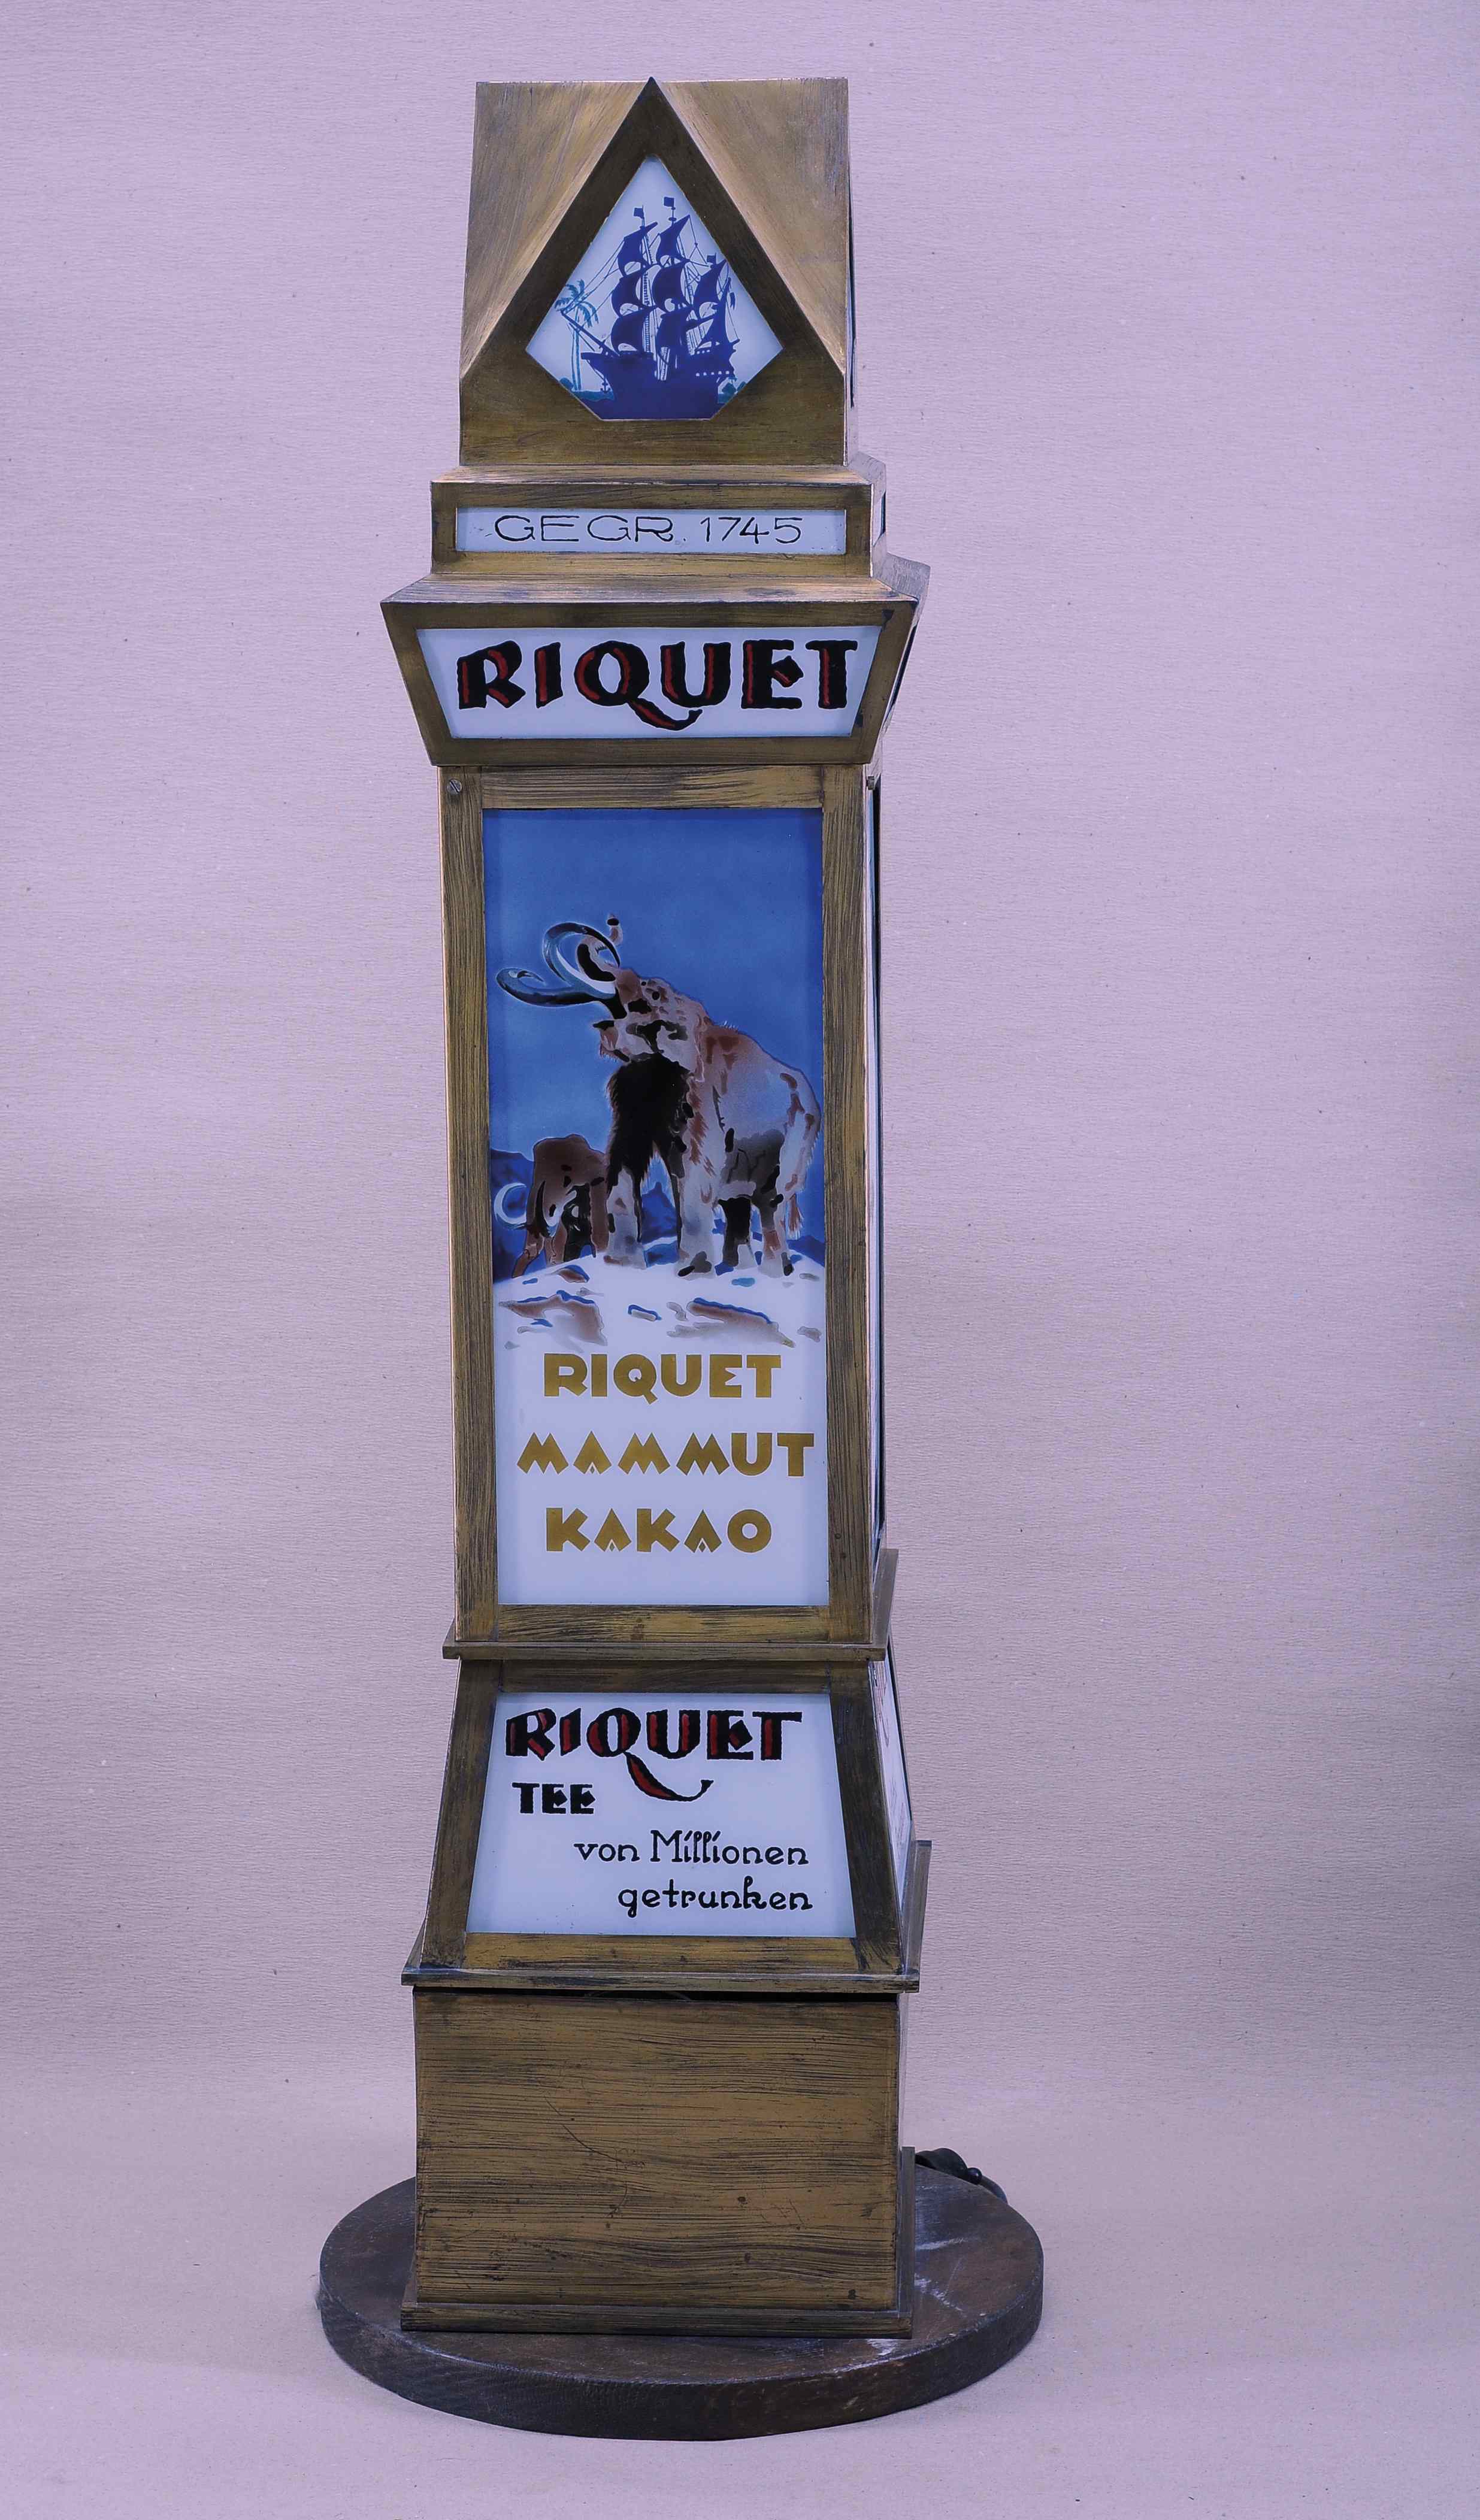 GEGR. 1745
RIQUET
RIQUET
MAMMUT
KAKAO
RIQUET
TEE
von Millionen
getrunken